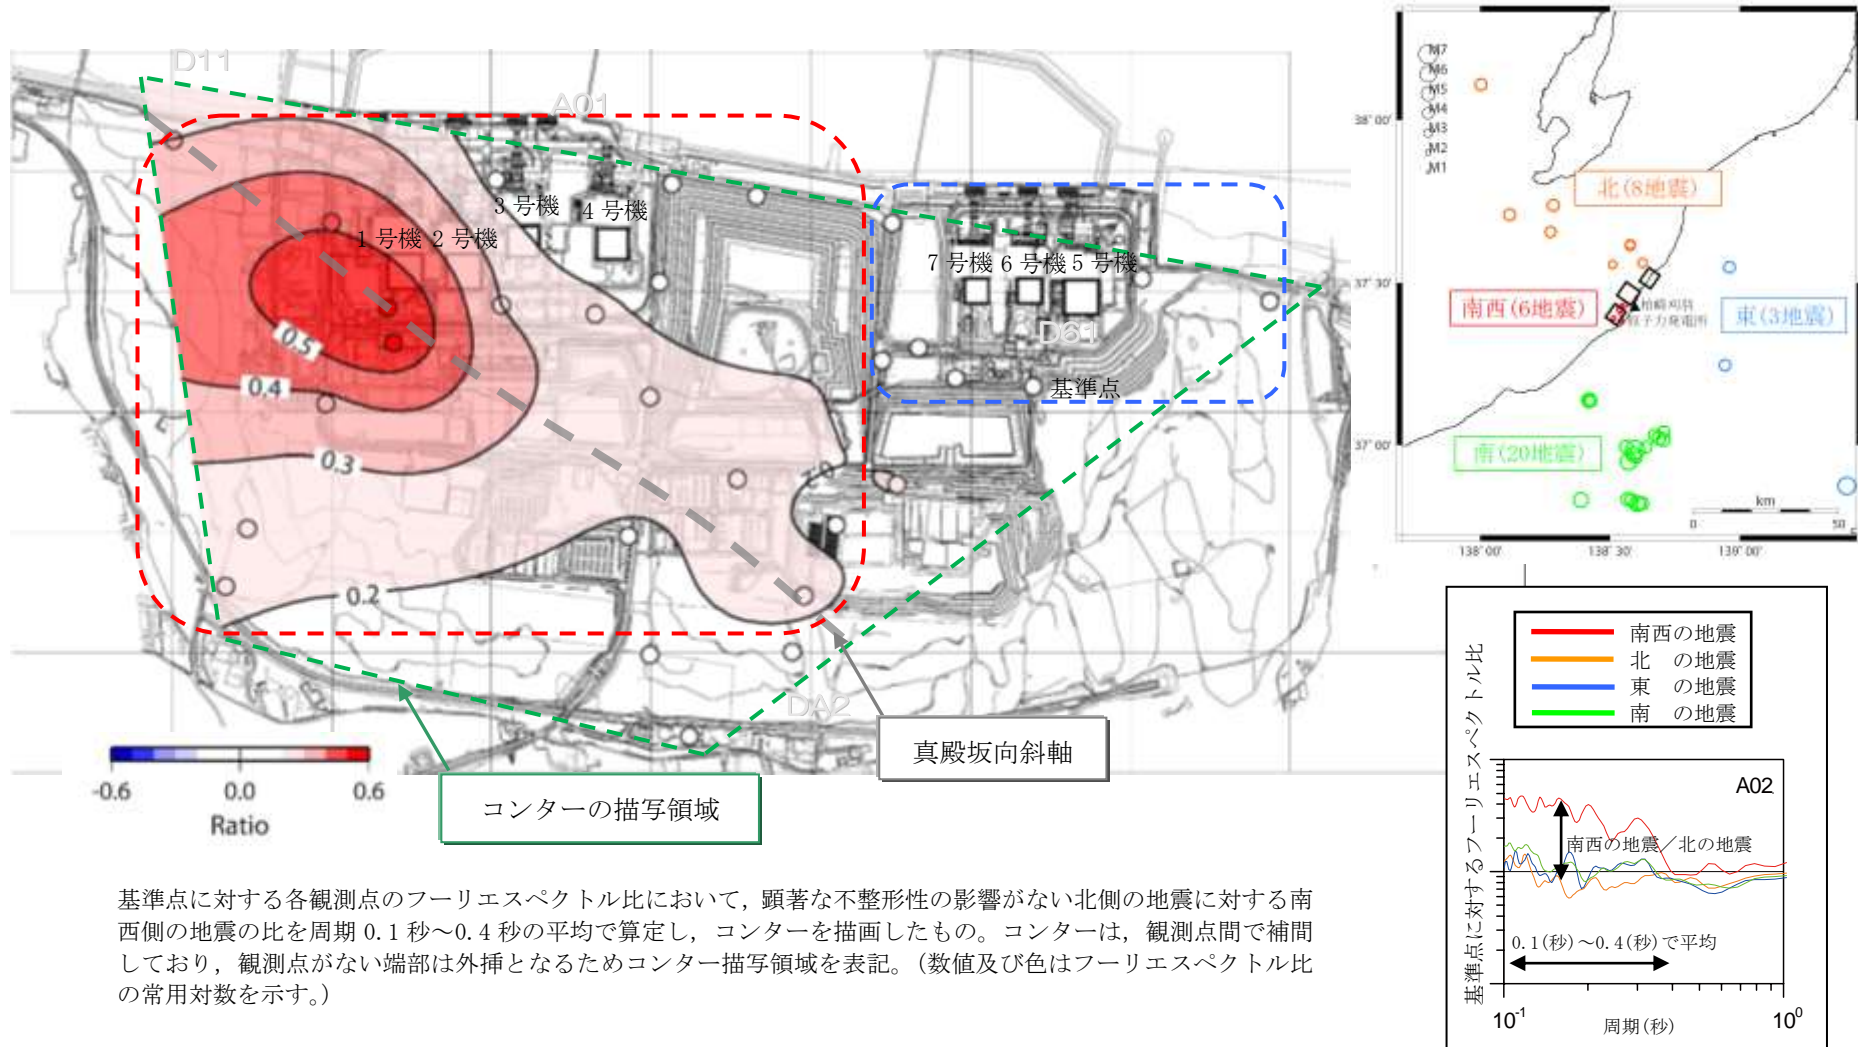 D11
A01
3 号機
4 号機
1 号機 2 号機
7 号機 6 号機 5 号機
D61
基準点
0.5
0.4
0.3
0.2
DA2
真殿坂向斜軸
コンターの描写領域
-0.6
0.0
0.6
Ratio
M7
M6
M5
M4
M3
M2
M1
38°00'
37°30'
37°00'
138°00'
138°30'
139°00'
北(8地震)
南西(6地震)
東(3地震)
南(20地震)
柏崎刈羽
原子力発電所
km
0
50
南西の地震
北　の地震
東　の地震
南　の地震
基準点に対するフーリエスペクトル比
A02
南西の地震／北の地震
0.1(秒)～0.4(秒)で平均
10-1
100
周期(秒)
基準点に対する各観測点のフーリエスペクトル比において，顕著な不整形性の影響がない北側の地震に対する南
西側の地震の比を周期 0.1 秒～0.4 秒の平均で算定し，コンターを描画したもの。コンターは，観測点間で補間
しており，観測点がない端部は外挿となるためコンター描写領域を表記。（数値及び色はフーリエスペクトル比
の常用対数を示す。）